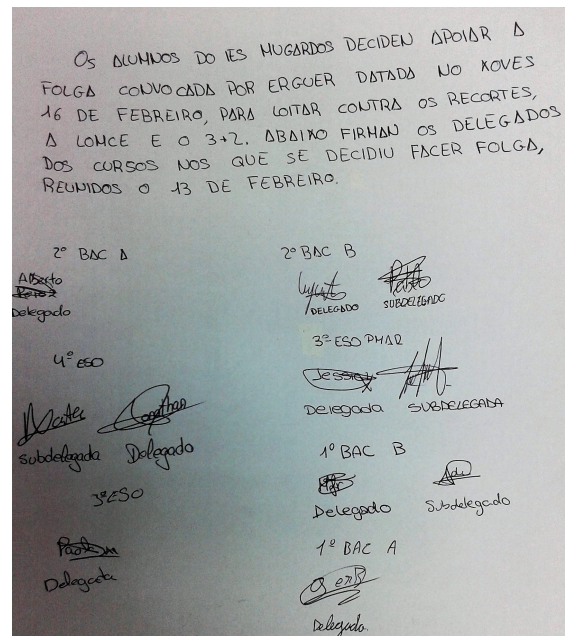 Os ALUMNOS DO IES MUGARDOS DECIDEN APOIAR A
FOLGA CONVOCADA POR ERGUER DATADA NO XOVES
16 DE FEBREIRO, PARA LOITAR CONTRA OS RECORTES,
A LOMCE E O 3+2. ABAIXO FIRMAN OS DELEGADOS
DOS CURSOS NOS QUE SE DECIDIU FACER FOLGA,
REUNIDOS O 13 DE FEBREIRO.
2º BAC A
Alberto
Delegado
2º BAC B
DELEGADO SUBDELEGADO
3º ESO PMAR
Jessica
Delegada SUBDELEGADA
4º ESO
Jonathan
Subdelegada Delegado
1º BAC B
Delegado Subdelegado
3º ESO
Paola
Delegada
1º BAC A
Delegado.